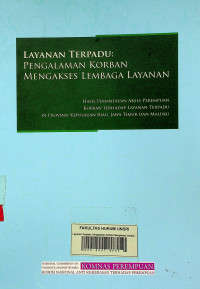 LAYANAN TERPADU:
PENGALAMAN KORBAN
MENGAKSES LEMBAGA LAYANAN
HASIL PEMANTAUAN AKSES PEREMPUAN
KORBAN TERHADAP LAYANAN TERPADU
DI PROVINSI KEPULAUAN RIAU, JAWA TIMUR DAN MALUKU
FAKULTAS HUKUM UNSRI
KOMNAS PEREMPUAN
KOMISI NASIONAL ANTI KEKERASAN TERHADAP PEREMPUAN